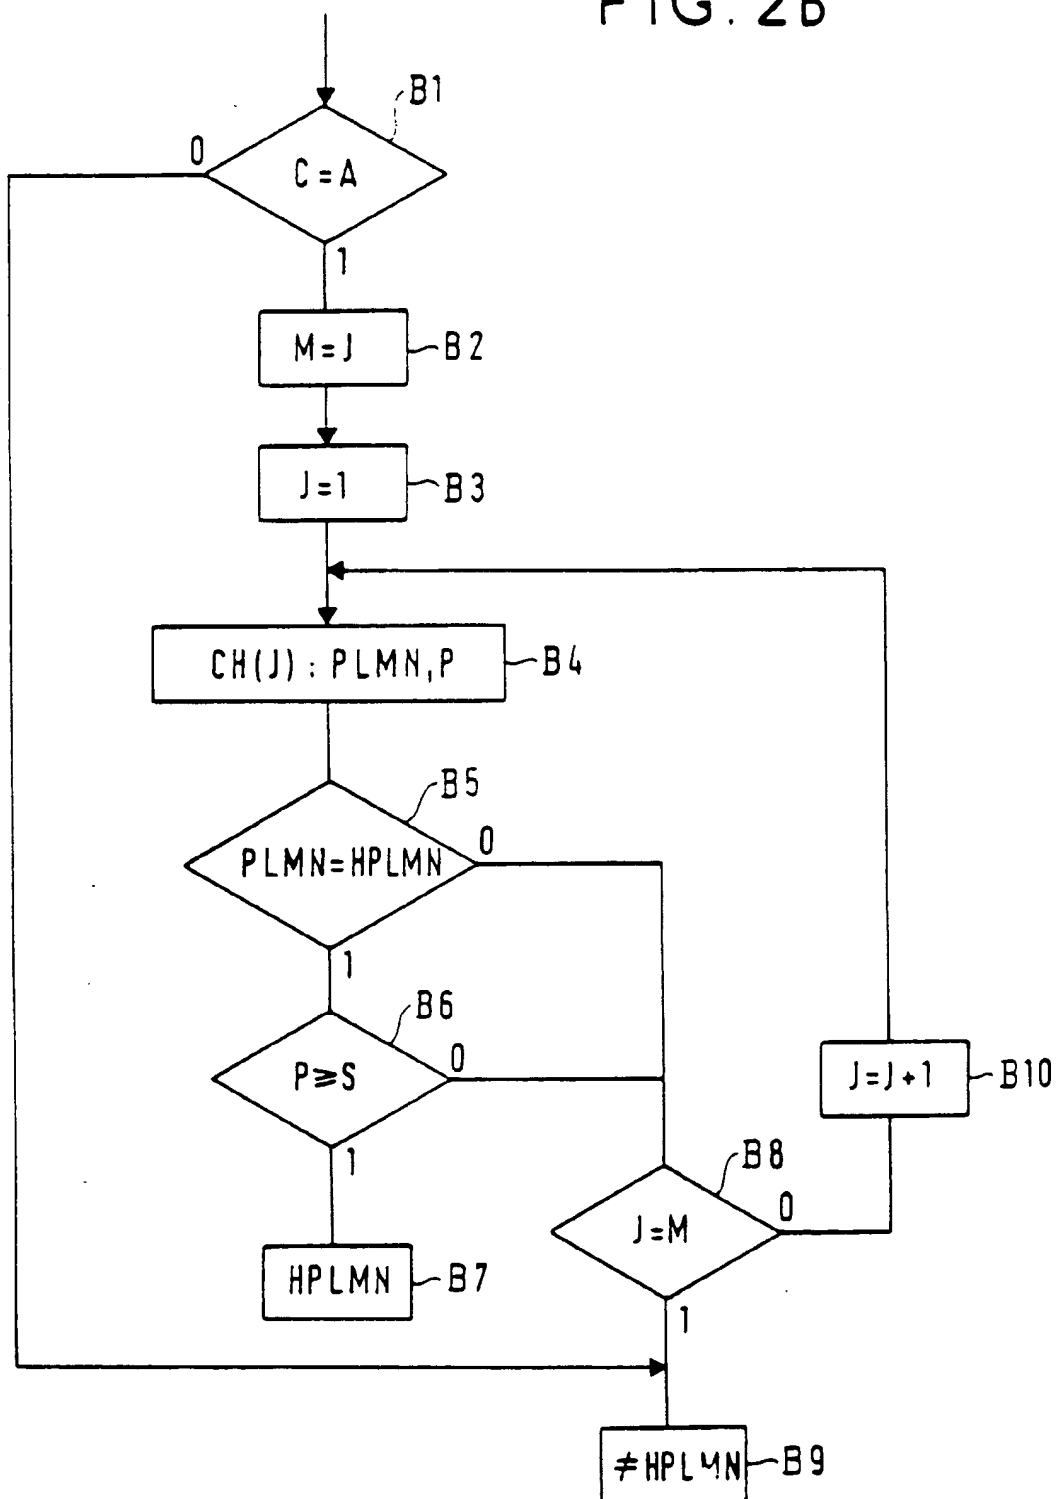 FIG. 2B
B1
0
C=A
1
M=J
B2
J=1
B3
CH(J): PLMN,P
B4
B5
0
PLMN=HPLMN
1
B6
0
P≥S
J=J+1
B10
1
B8
0
J=M
HPLMN
B7
1
≠HPLMN
B9